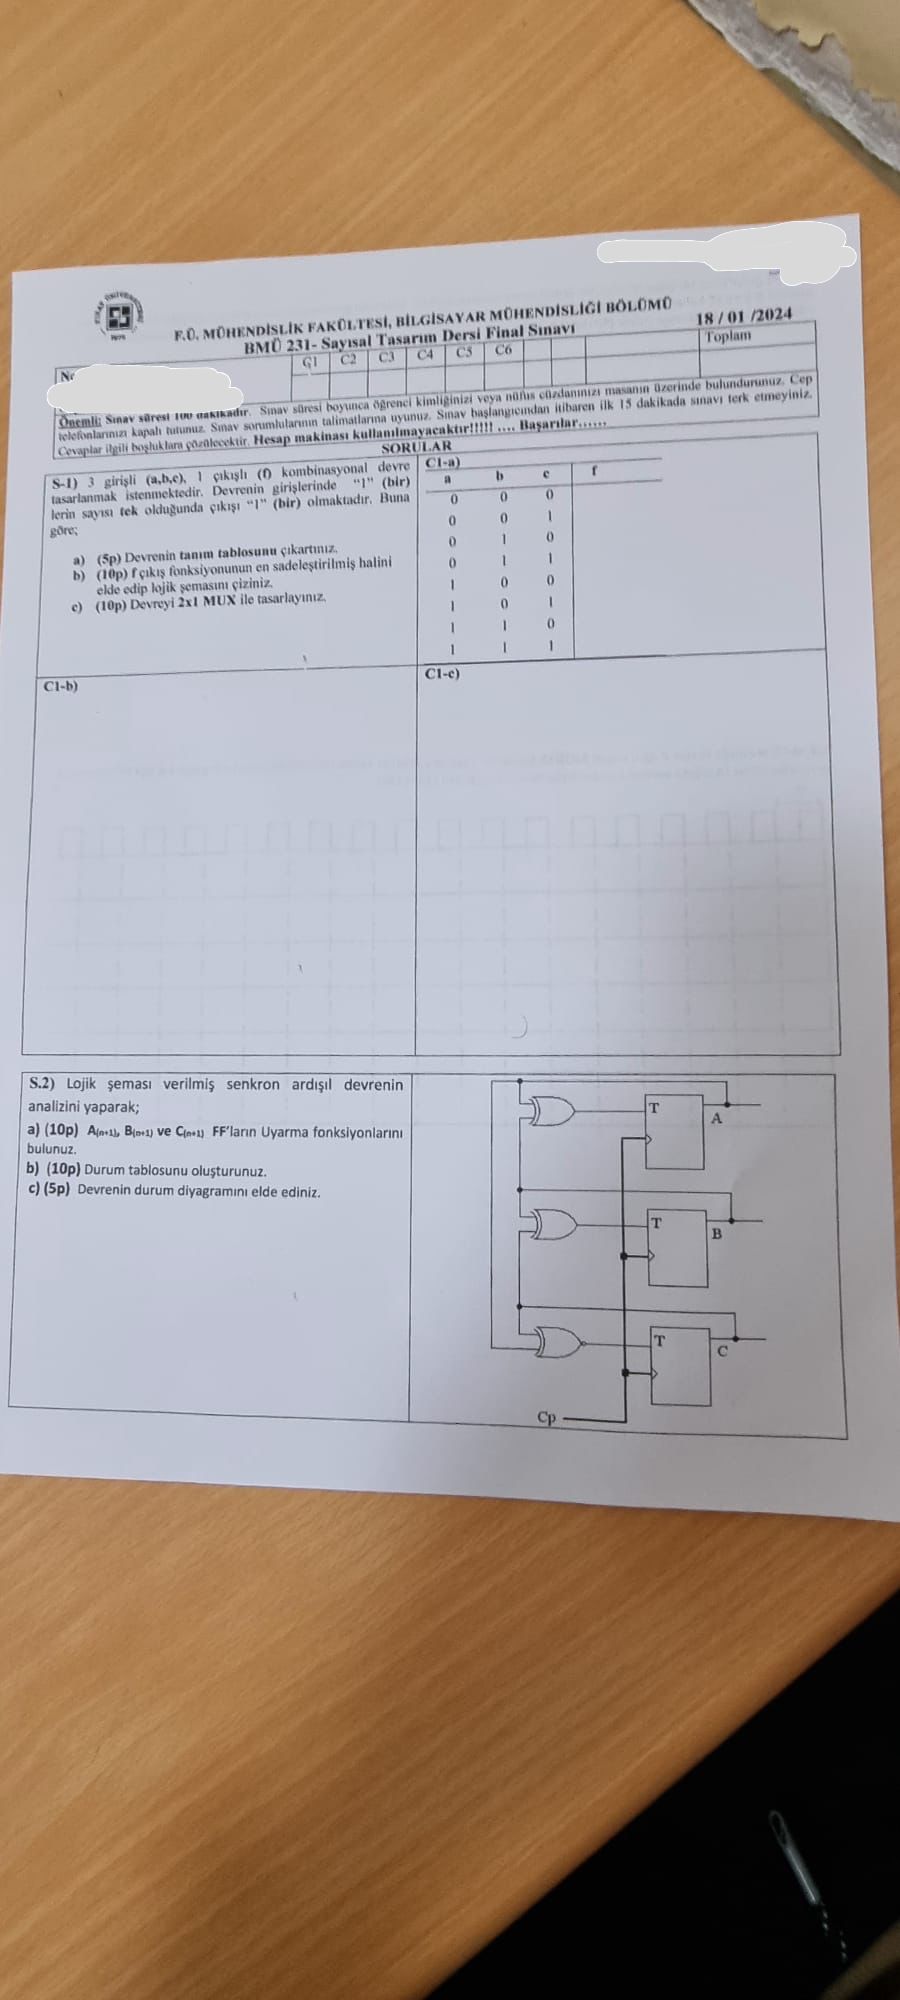 F.Ü. MÜHENDİSLİK FAKÜLTESİ, BİLGİSAYAR MÜHENDİSLİĞİ BÖLÜMÜ
18 / 01 /2024
BMÜ 231- Sayısal Tasarım Dersi Final Sınavı
Ç1 C2 C3 C4 C5 C6 Toplam
Önemli: Sınav süresi 100 dakikadır. Sınav süresi boyunca öğrenci kimliğinizi veya nüfus cüzdanınızı masanın üzerinde bulundurunuz. Cep
telefonlarınızı kapalı tutunuz. Sınav sorumlularının talimatlarına uyunuz. Sınav başlangıcından itibaren ilk 15 dakikada sınavı terk etmeyiniz.
Cevaplar ilgili boşluklara çözülecektir. Hesap makinası kullanılmayacaktır!!!!! .... Başarılar......
SORULAR
S-1) 3 girişli (a,b,c), 1 çıkışlı (f) kombinasyonal devre
tasarlanmak istenmektedir. Devrenin girişlerinde "1" (bir)
lerin sayısı tek olduğunda çıkışı "1" (bir) olmaktadır. Buna
göre;
a) (5p) Devrenin tanım tablosunu çıkartınız.
b) (10p) f çıkış fonksiyonunun en sadeleştirilmiş halini
elde edip lojik şemasını çiziniz.
c) (10p) Devreyi 2x1 MUX ile tasarlayınız.
C1-a)
a b c f
0 0 0
0 0 1
0 1 0
0 1 1
1 0 0
1 0 1
1 1 0
1 1 1
C1-b)
C1-c)
S.2) Lojik şeması verilmiş senkron ardışıl devrenin
analizini yaparak;
a) (10p) A(n+1), B(n+1) ve C(n+1) FF'ların Uyarma fonksiyonlarını
bulunuz.
b) (10p) Durum tablosunu oluşturunuz.
c) (5p) Devrenin durum diyagramını elde ediniz.
T
A
T
B
T
C
Cp